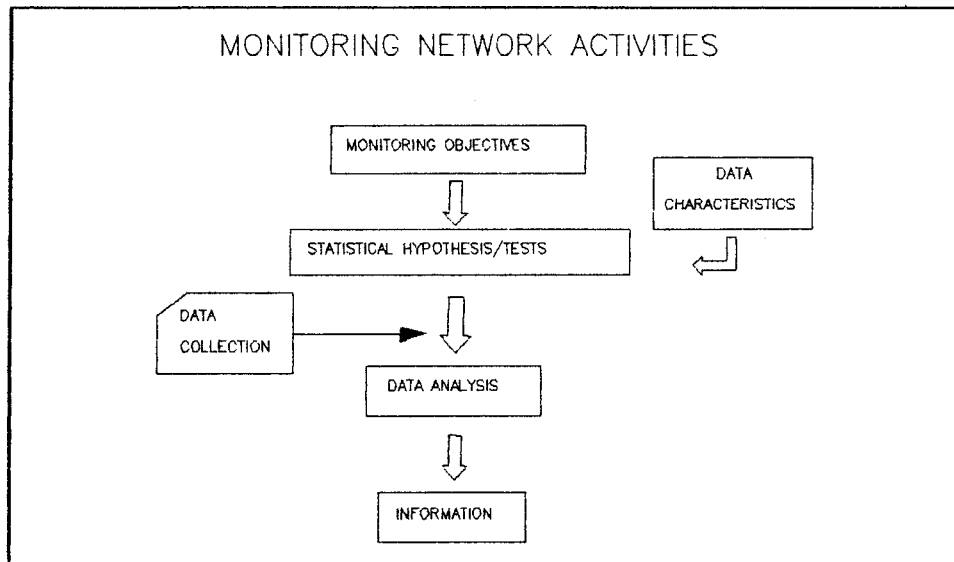 MONITORING NETWORK ACTIVITIES
MONITORING OBJECTIVES
DATA
CHARACTERISTICS
STATISTICAL HYPOTHESIS/TESTS
DATA
COLLECTION
DATA ANALYSIS
INFORMATION